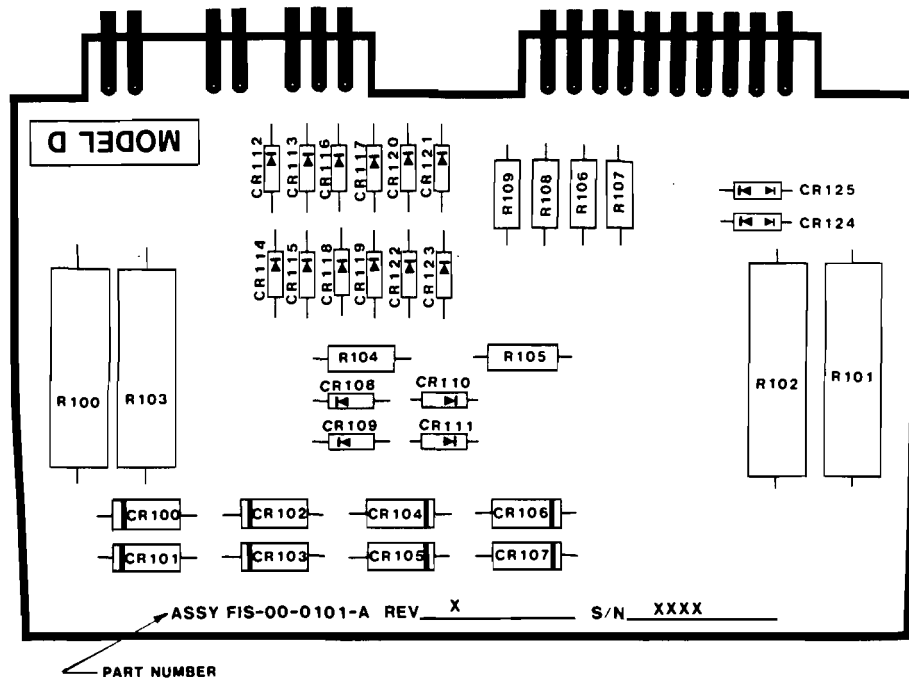 MODEL D
CR112
CR113
CR116
CR117
CR120
CR121
R109
R108
R106
R107
CR125
CR124
CR114
CR115
CR118
CR119
CR122
CR123
R104
R105
R100
R103
R102
R101
CR108
CR110
CR109
CR111
CR100
CR102
CR104
CR106
CR101
CR103
CR105
CR107
ASSY FIS-00-0101-A REV X S/N XXXX
PART NUMBER